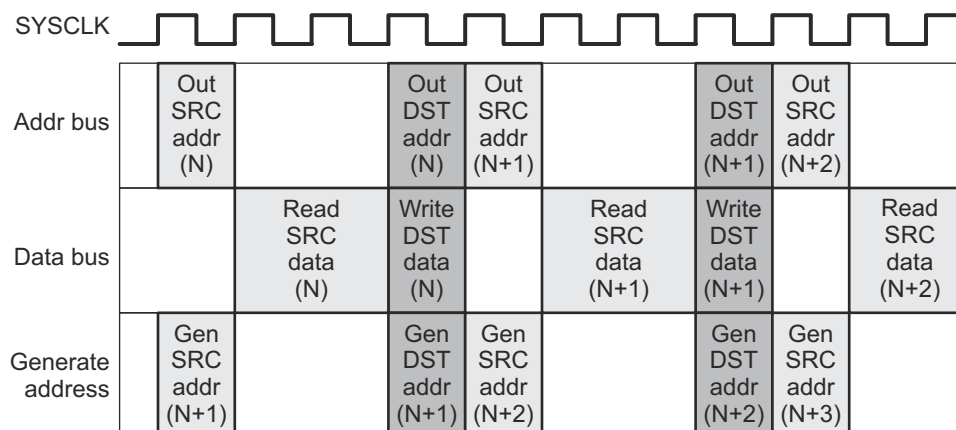 SYSCLK
Addr bus
Out
SRC
addr
(N)
Out
DST
addr
(N)
Out
SRC
addr
(N+1)
Out
DST
addr
(N+1)
Out
SRC
addr
(N+2)
Data bus
Read
SRC
data
(N)
Write
DST
data
(N)
Read
SRC
data
(N+1)
Write
DST
data
(N+1)
Read
SRC
data
(N+2)
Generate
address
Gen
SRC
addr
(N+1)
Gen
DST
addr
(N+1)
Gen
SRC
addr
(N+2)
Gen
DST
addr
(N+2)
Gen
SRC
addr
(N+3)